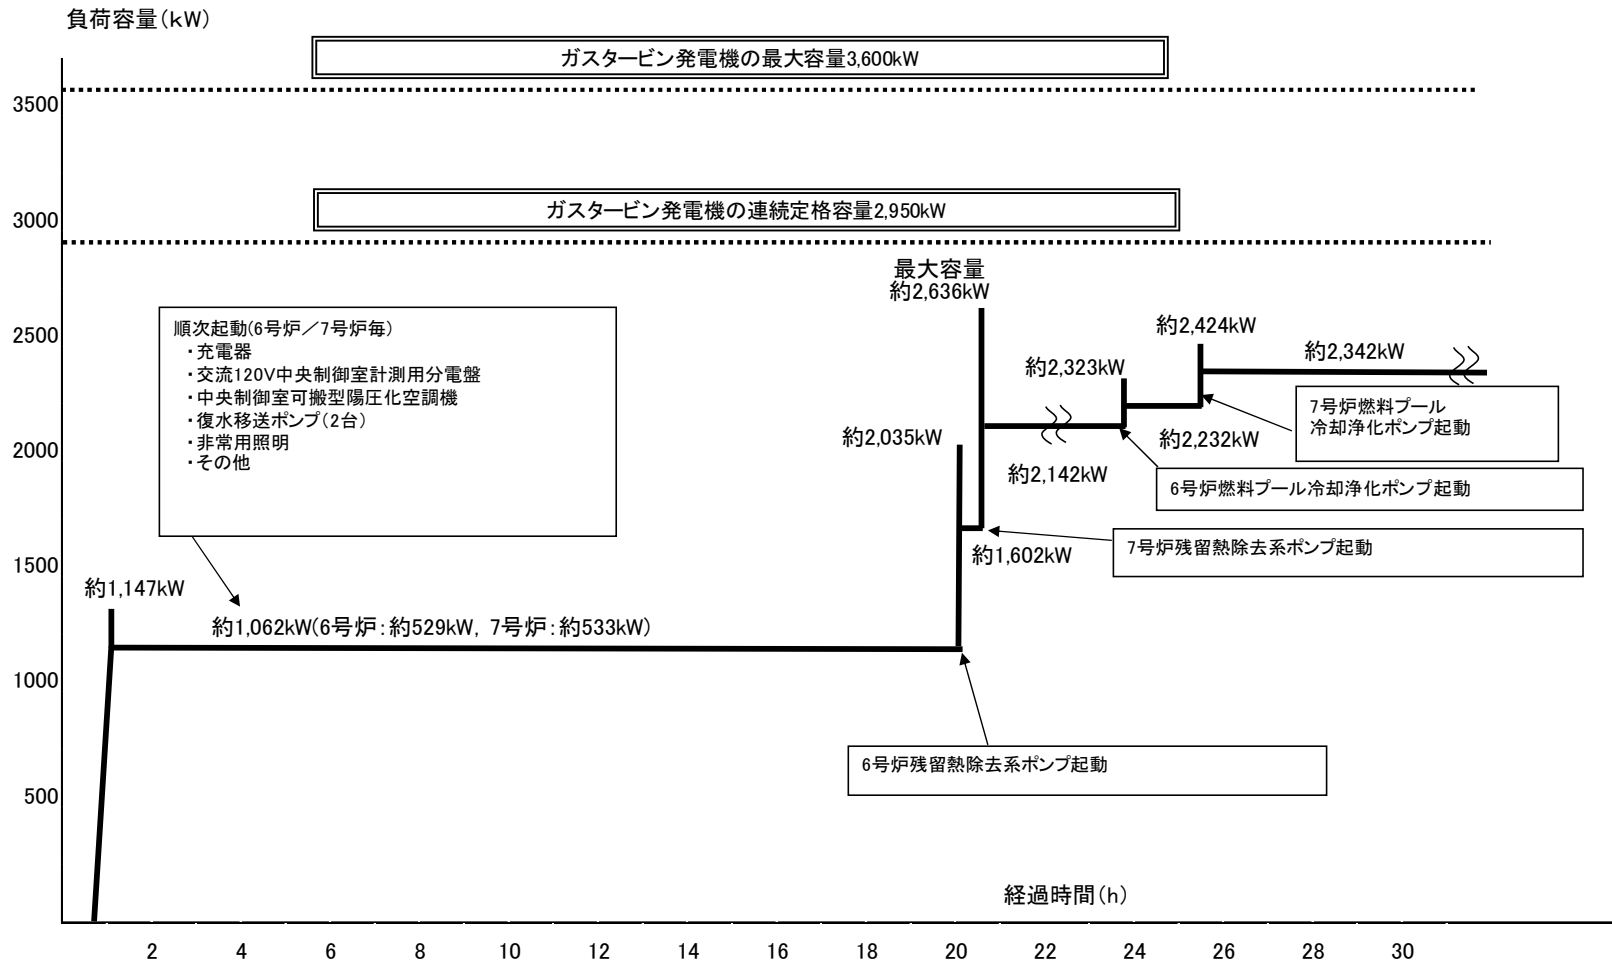 負荷容量(kW)
ガスタービン発電機の最大容量3,600kW
3500
ガスタービン発電機の連続定格容量2,950kW
3000
最大容量
約2,636kW
順次起動(6号炉/7号炉毎)
・充電器
・交流120V中央制御室計測用分電盤
・中央制御室可搬型陽圧化空調機
・復水移送ポンプ(2台)
・非常用照明
・その他
2500
約2,424kW
約2,342kW
約2,323kW
7号炉燃料プール
冷却浄化ポンプ起動
約2,035kW
約2,232kW
2000
約2,142kW
6号炉燃料プール冷却浄化ポンプ起動
7号炉残留熱除去系ポンプ起動
約1,602kW
1500
約1,147kW
約1,062kW(6号炉:約529kW, 7号炉:約533kW)
1000
6号炉残留熱除去系ポンプ起動
500
経過時間(h)
2 4 6 8 10 12 14 16 18 20 22 24 26 28 30